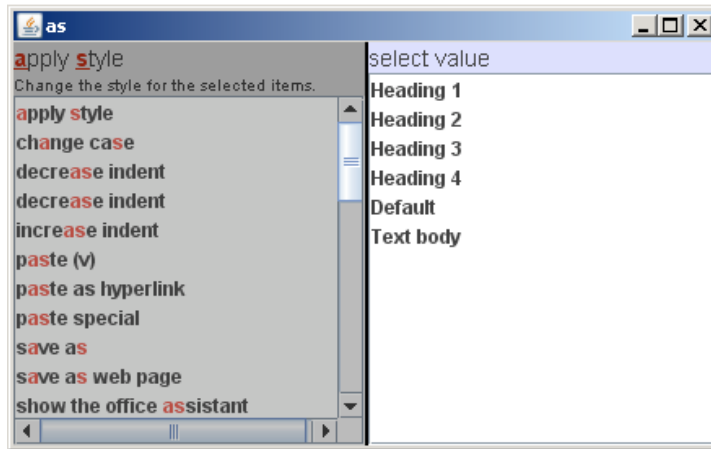 as
apply style
Change the style for the selected items.
apply style
change case
decrease indent
decrease indent
increase indent
paste (v)
paste as hyperlink
paste special
save as
save as web page
show the office assistant
select value
Heading 1
Heading 2
Heading 3
Heading 4
Default
Text body